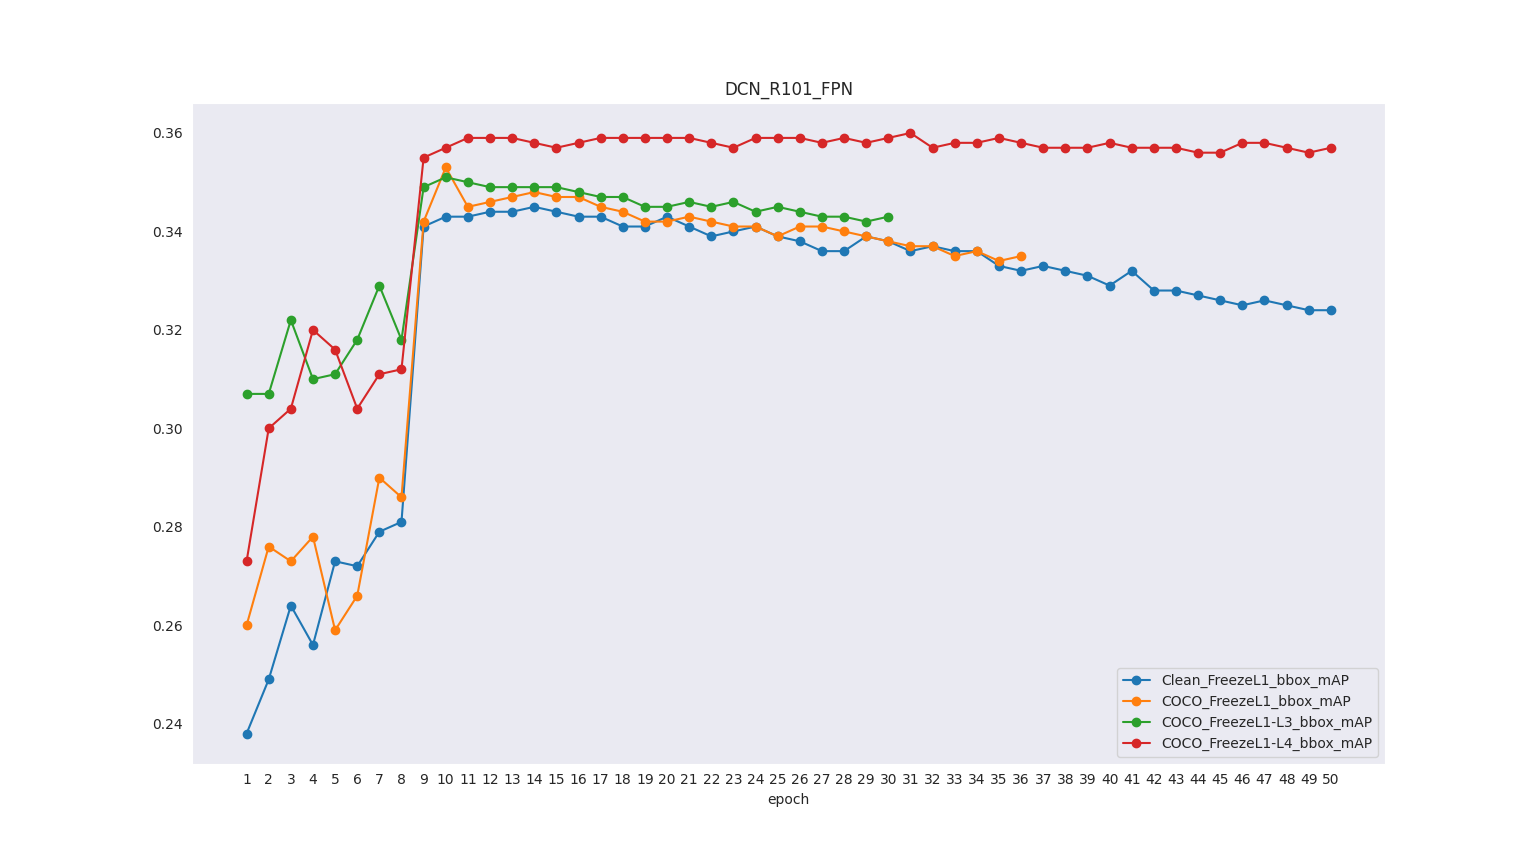 DCN_R101_FPN
0.36
0.34
0.32
0.30
0.28
0.26
0.24
Clean_FreezeL1_bbox_mAP
COCO_FreezeL1_bbox_mAP
COCO_FreezeL1-L3_bbox_mAP
COCO_FreezeL1-L4_bbox_mAP
1 2 3 4 5 6 7 8 9 10 11 12 13 14 15 16 17 18 19 20 21 22 23 24 25 26 27 28 29 30 31 32 33 34 35 36 37 38 39 40 41 42 43 44 45 46 47 48 49 50
epoch